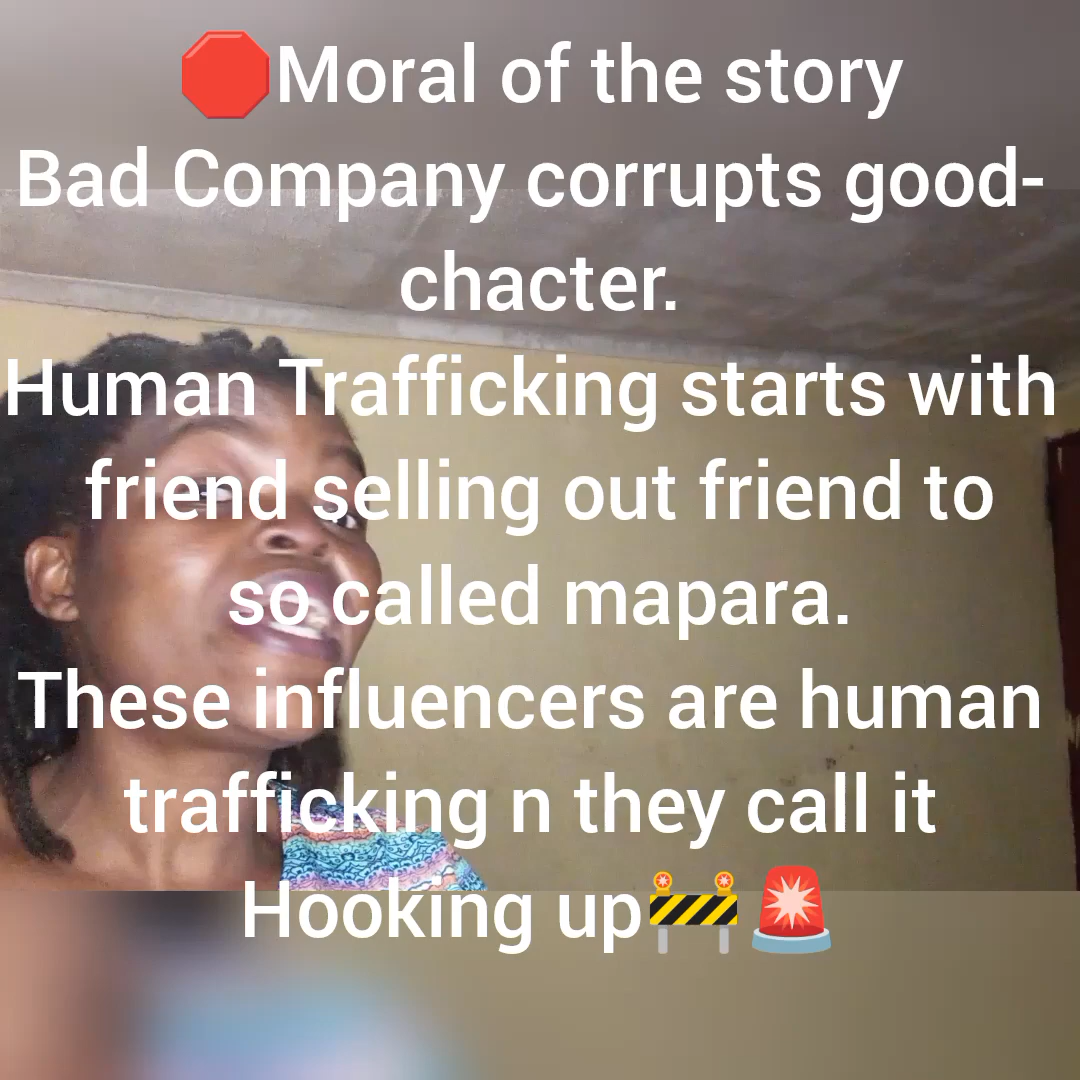 🛑Moral of the story
Bad Company corrupts good-
chacter.
Human Trafficking starts with
friend selling out friend to
so called mapara.
These influencers are human
trafficking n they call it
Hooking up🚧🚨